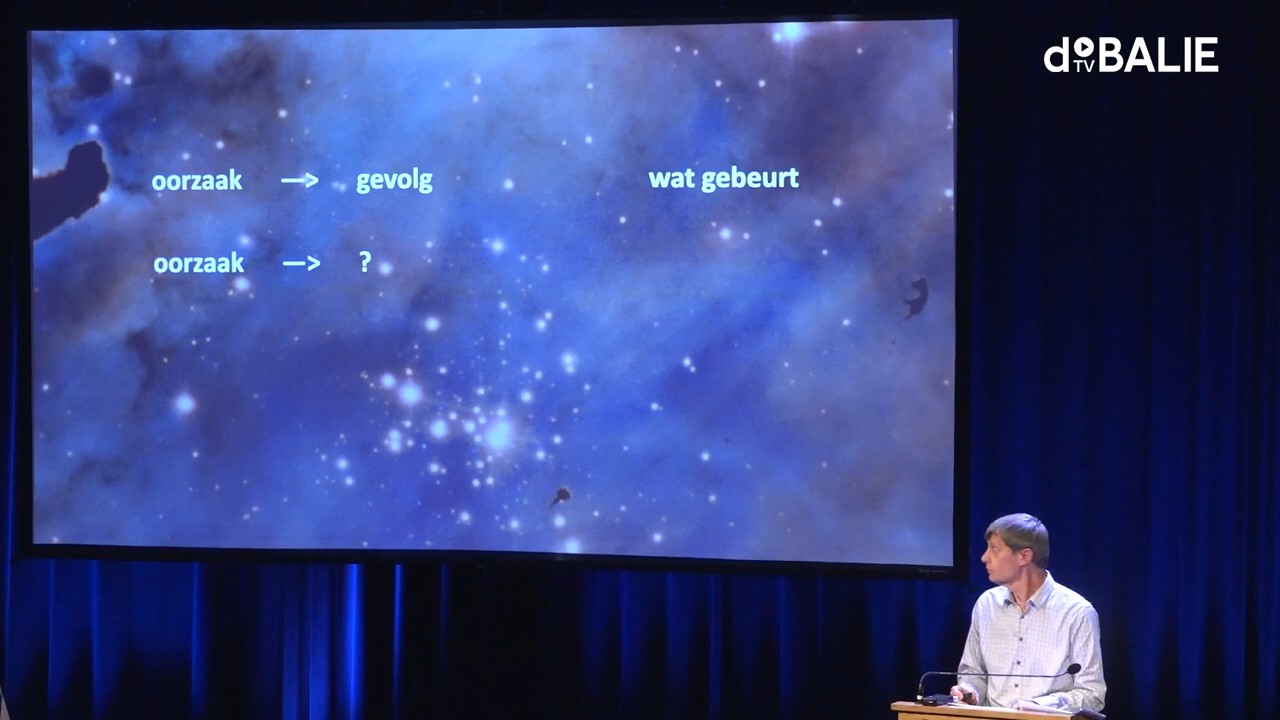 de BALIE
TV
oorzaak —> gevolg wat gebeurt
oorzaak —> ?